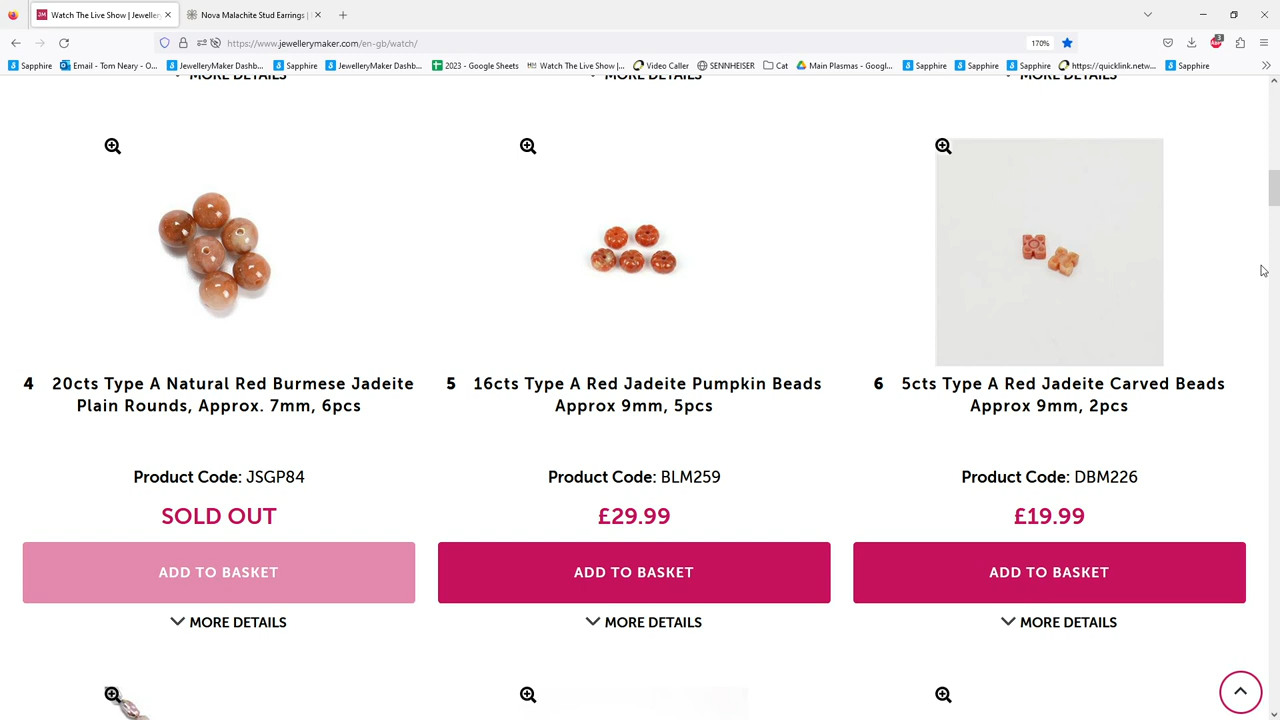 Watch The Live Show | Jeweller
Nova Malachite Stud Earrings |
https://www.jewellerymaker.com/en-gb/watch/
170%
3
Sapphire
Email - Tom Neary - O...
JewelleryMaker Dashb...
Sapphire
JewelleryMaker Dashb...
2023 - Google Sheets
Watch The Live Show |...
Video Caller
SENNHEISER
Cat
Main Plasmas - Googl...
Sapphire
Sapphire
Sapphire
https://quicklink.netw...
Sapphire
MORE DETAILS
MORE DETAILS
MORE DETAILS
4 20cts Type A Natural Red Burmese Jadeite
Plain Rounds, Approx. 7mm, 6pcs
Product Code: JSGP84
SOLD OUT
ADD TO BASKET
MORE DETAILS
5 16cts Type A Red Jadeite Pumpkin Beads
Approx 9mm, 5pcs
Product Code: BLM259
£29.99
ADD TO BASKET
MORE DETAILS
6 5cts Type A Red Jadeite Carved Beads
Approx 9mm, 2pcs
Product Code: DBM226
£19.99
ADD TO BASKET
MORE DETAILS